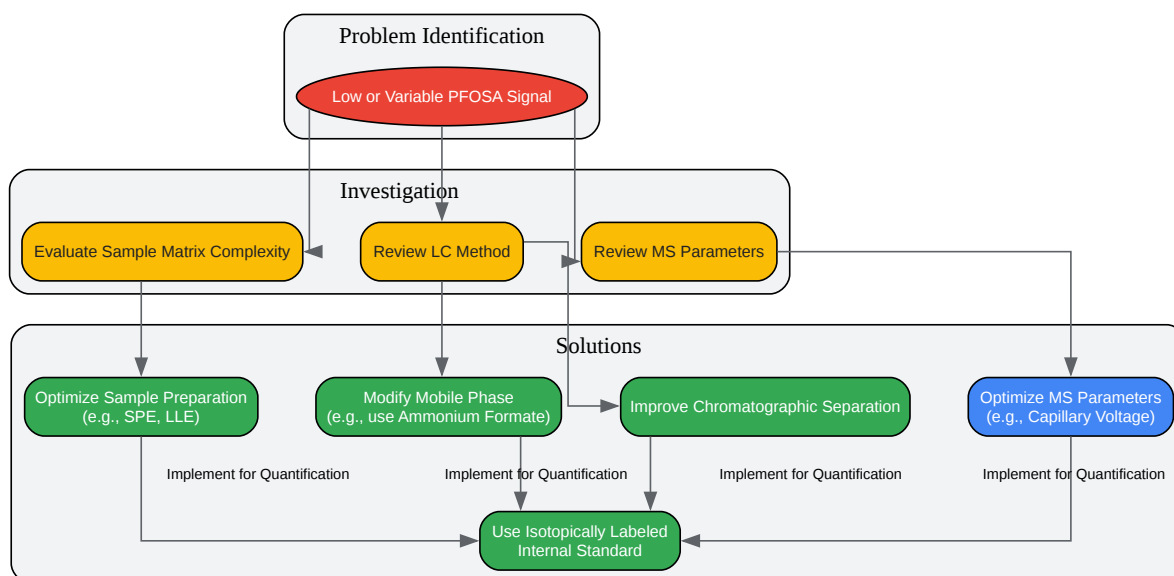 Problem Identification
Low or Variable PFOSA Signal
Investigation
Evaluate Sample Matrix Complexity
Review LC Method
Review MS Parameters
Solutions
Optimize Sample Preparation
(e.g., SPE, LLE)
Modify Mobile Phase
(e.g., use Ammonium Formate)
Improve Chromatographic Separation
Optimize MS Parameters
(e.g., Capillary Voltage)
Implement for Quantification
Implement for Quantification
Implement for Quantification
Implement for Quantification
Use Isotopically Labeled
Internal Standard